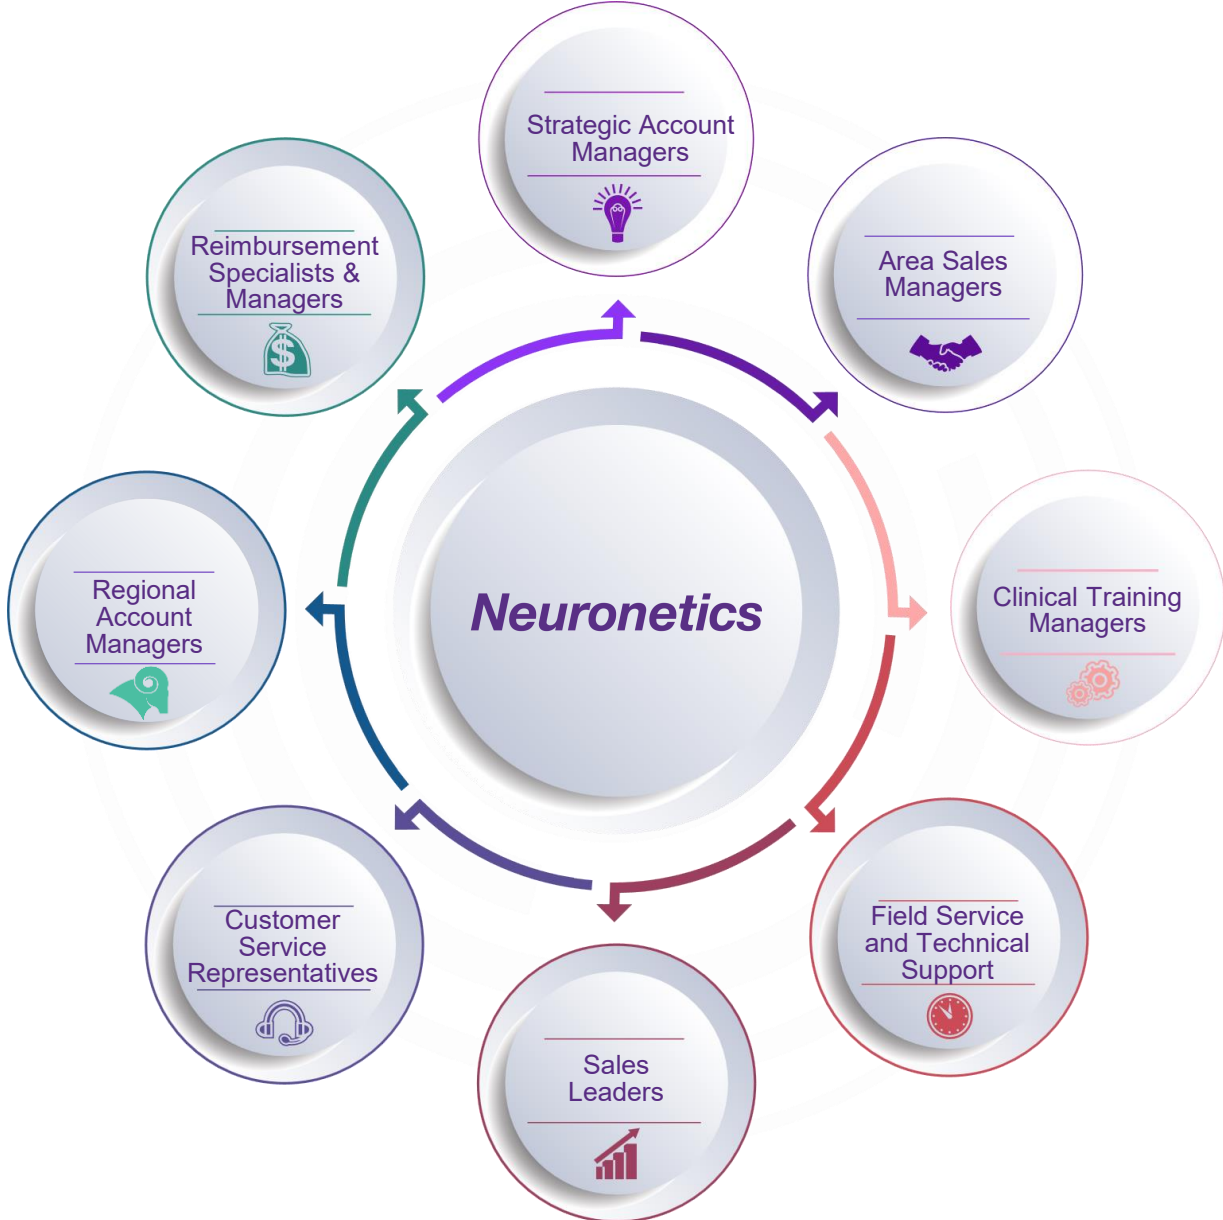 Strategic Account
Managers
Area Sales
Managers
Clinical Training
Managers
Field Service
and Technical
Support
Sales
Leaders
Customer
Service
Representatives
Regional
Account
Managers
Reimbursement
Specialists &
Managers
$
Neuronetics